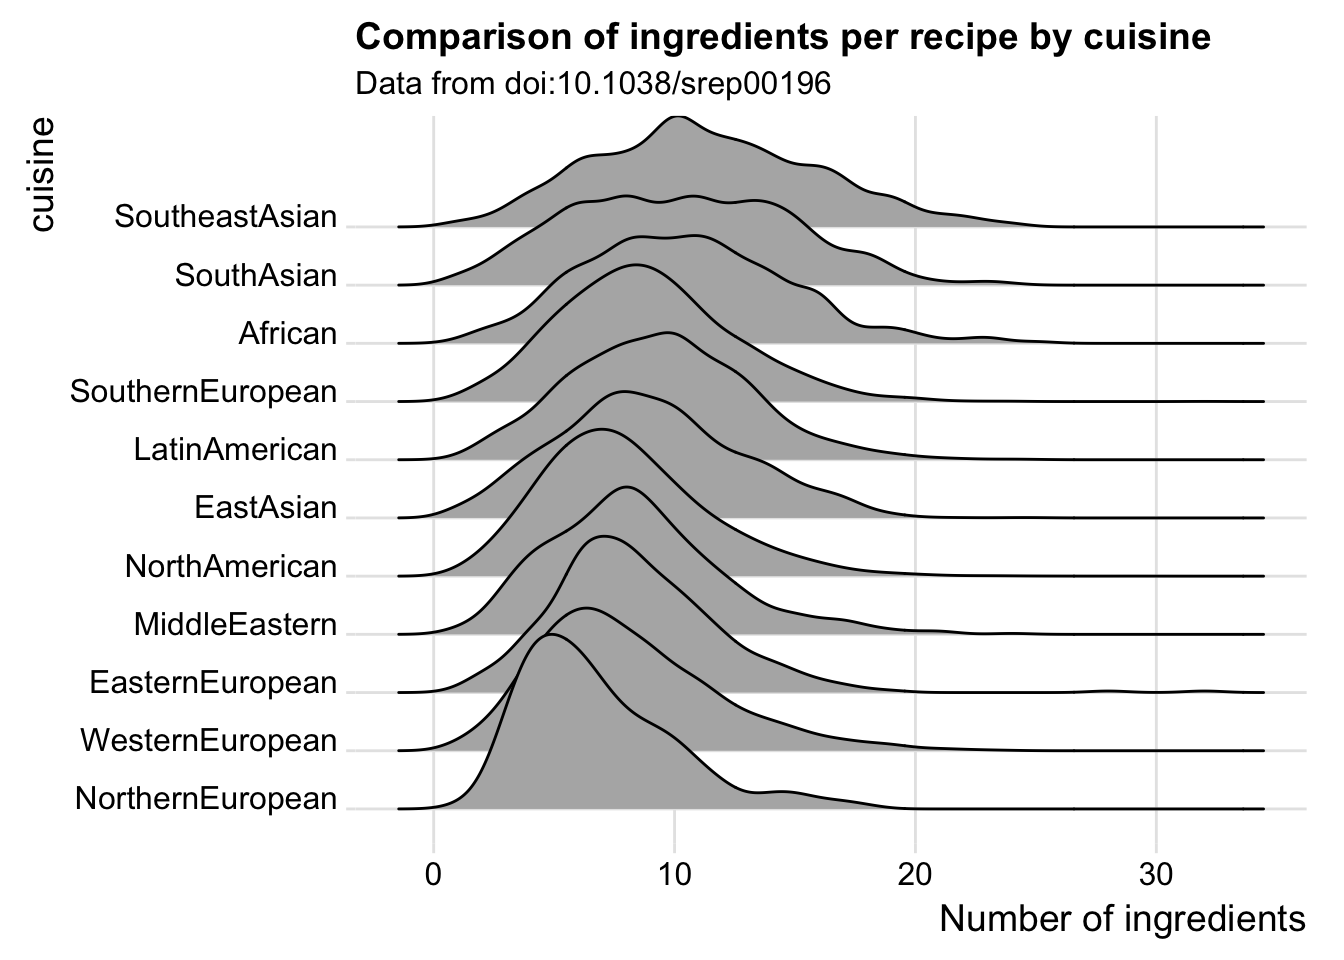 Comparison of ingredients per recipe by cuisine
Data from doi:10.1038/srep00196
cuisine
SoutheastAsian
SouthAsian
African
SouthernEuropean
LatinAmerican
EastAsian
NorthAmerican
MiddleEastern
EasternEuropean
WesternEuropean
NorthernEuropean
0 10 20 30
Number of ingredients